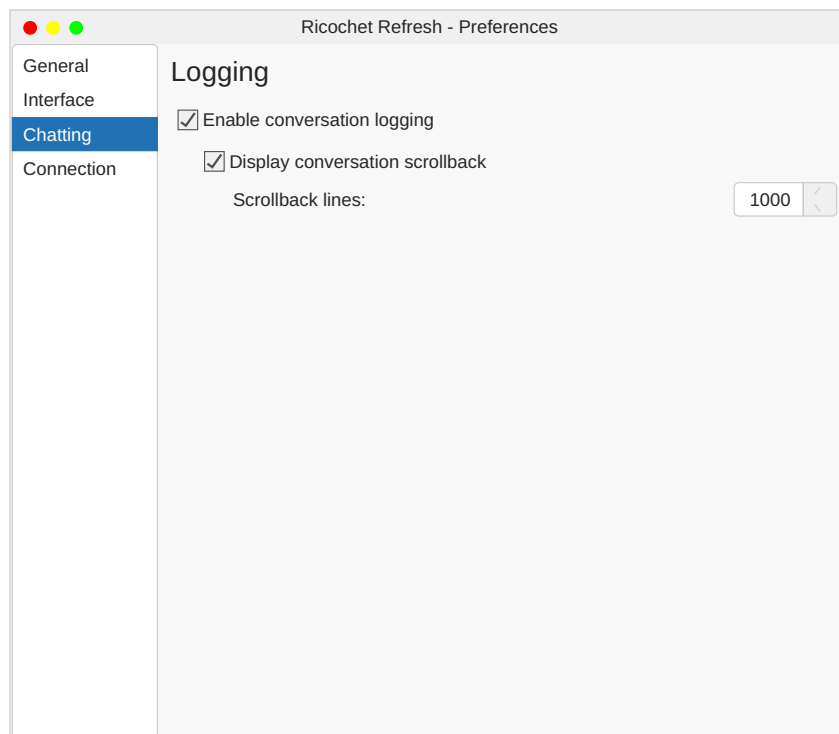 Ricochet Refresh - Preferences
General
Interface
Chatting
Connection
Logging
Enable conversation logging
Display conversation scrollback
Scrollback lines: 1000